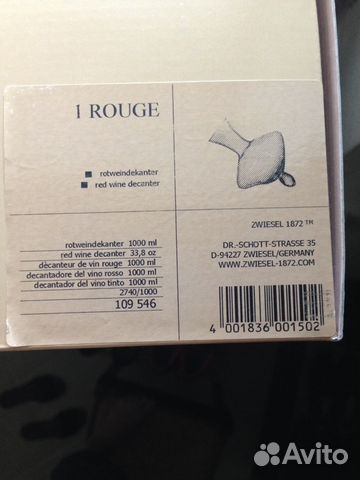 1 ROUGE
rotweindekanter
red wine decanter
ZWIESEL 1872 ™
DR.-SCHOTT-STRASSE 35
D-94227 ZWIESEL/GERMANY
WWW.ZWIESEL-1872.COM
rotweindekanter 1000 ml
red wine decanter 33,8 oz
décanteur de vin rouge 1000 ml
decantadore del vino rosso 1000 ml
decantador del vino tinto 1000 ml
2740/1000
109 546
4 001836 001502
Avito